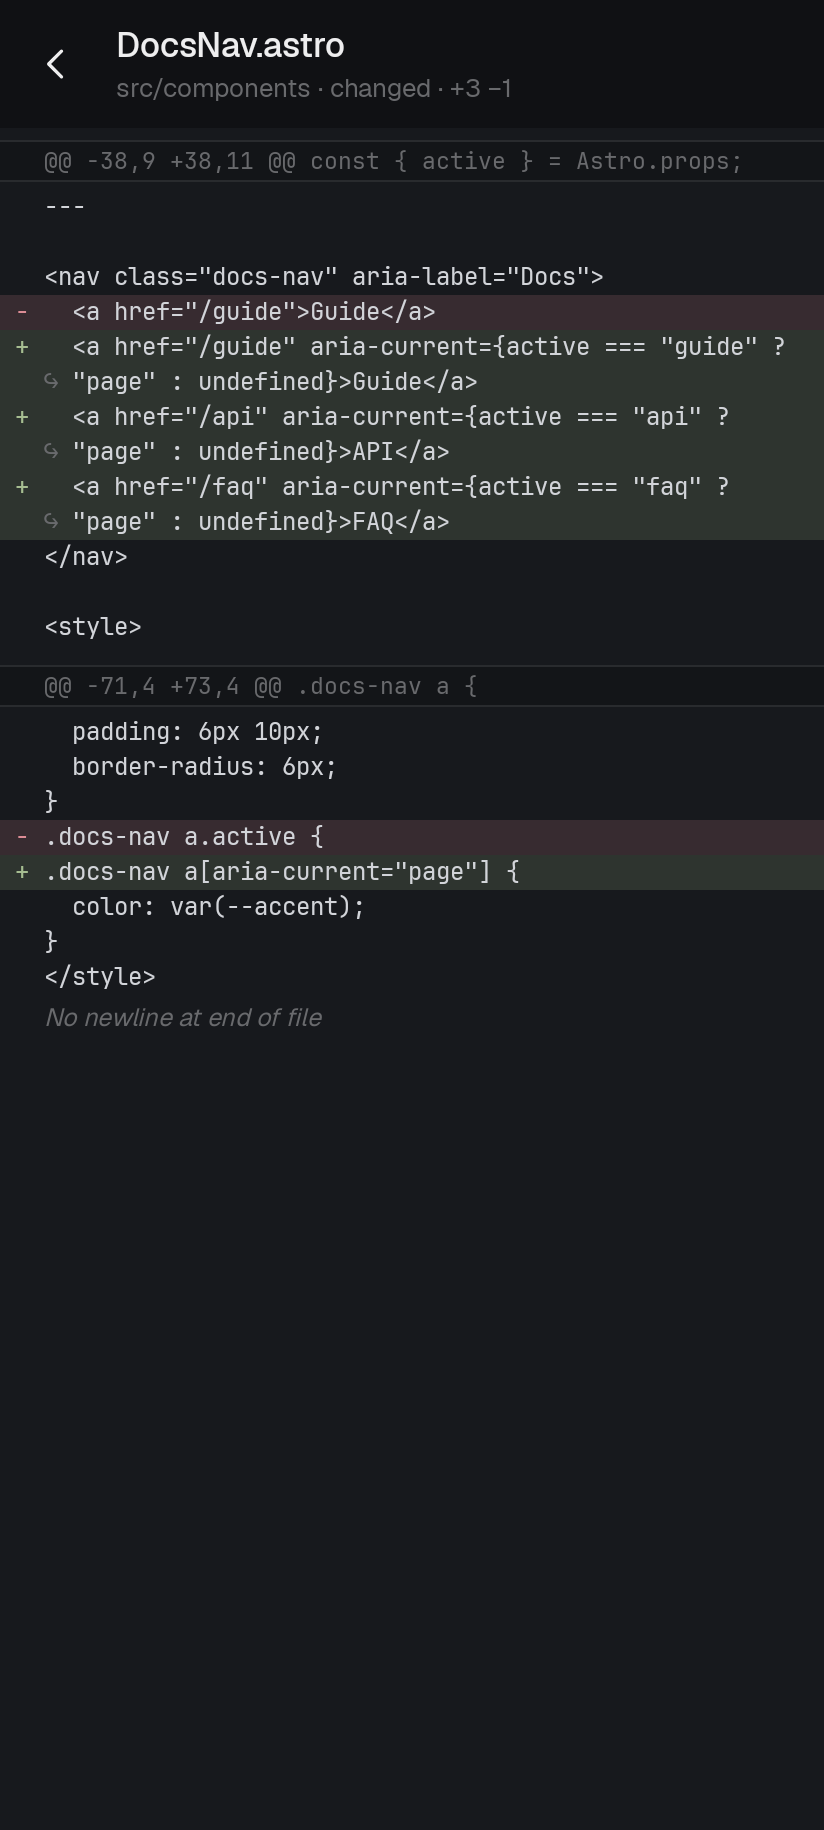 DocsNav.astro
src/components · changed · +3 −1
@@ -38,9 +38,11 @@ const { active } = Astro.props;
---
<nav class="docs-nav" aria-label="Docs">
-   <a href="/guide">Guide</a>
+   <a href="/guide" aria-current={active === "guide" ?
↪ "page" : undefined}>Guide</a>
+   <a href="/api" aria-current={active === "api" ?
↪ "page" : undefined}>API</a>
+   <a href="/faq" aria-current={active === "faq" ?
↪ "page" : undefined}>FAQ</a>
</nav>
<style>
@@ -71,4 +73,4 @@ .docs-nav a {
  padding: 6px 10px;
  border-radius: 6px;
}
- .docs-nav a.active {
+ .docs-nav a[aria-current="page"] {
  color: var(--accent);
}
</style>
No newline at end of file